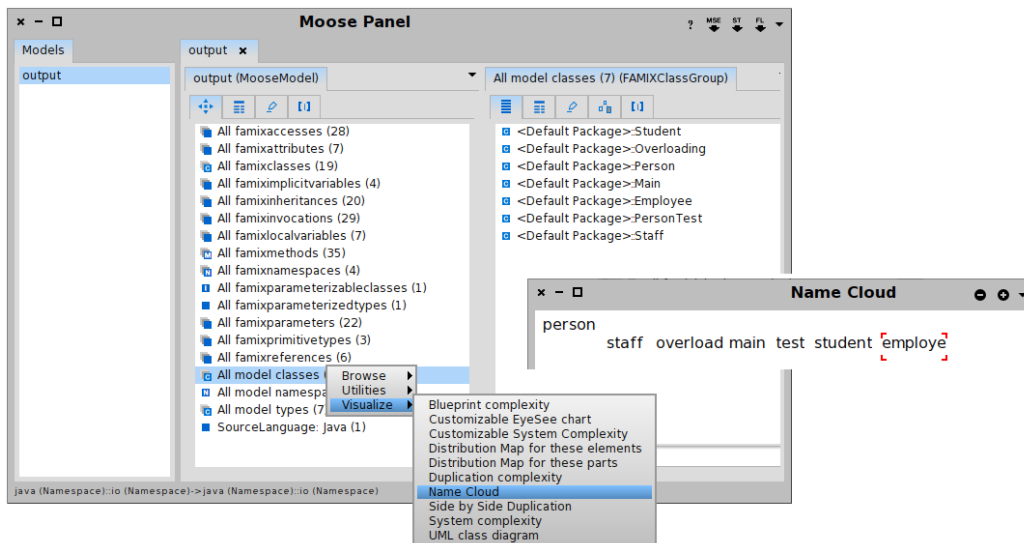 Moose Panel
? MSE ST FL
Models
output
output
output (MooseModel)
All famixaccesses (28)
All famixattributes (7)
All famixclasses (19)
All famiximplicitvariables (4)
All famixinheritances (20)
All famixinvocations (29)
All famixlocalvariables (7)
All famixmethods (35)
All famixnamespaces (4)
All famixparameterizableclasses (1)
All famixparameterizedtypes (1)
All famixparameters (22)
All famixprimitivetypes (3)
All famixreferences (6)
All model classes
All model namespa
All model types (7
SourceLanguage: Java (1)
All model classes (7) (FAMIXClassGroup)
<Default Package>::Student
<Default Package>::Overloading
<Default Package>::Person
<Default Package>::Main
<Default Package>::Employee
<Default Package>::PersonTest
<Default Package>::Staff
Browse
Utilities
Visualize
Blueprint complexity
Customizable EyeSee chart
Customizable System Complexity
Distribution Map for these elements
Distribution Map for these parts
Duplication complexity
Name Cloud
Side by Side Duplication
System complexity
UML class diagram
Name Cloud
person
staff overload main test student employe
java (Namespace)::io (Namespace)->java (Namespace)::io (Namespace)